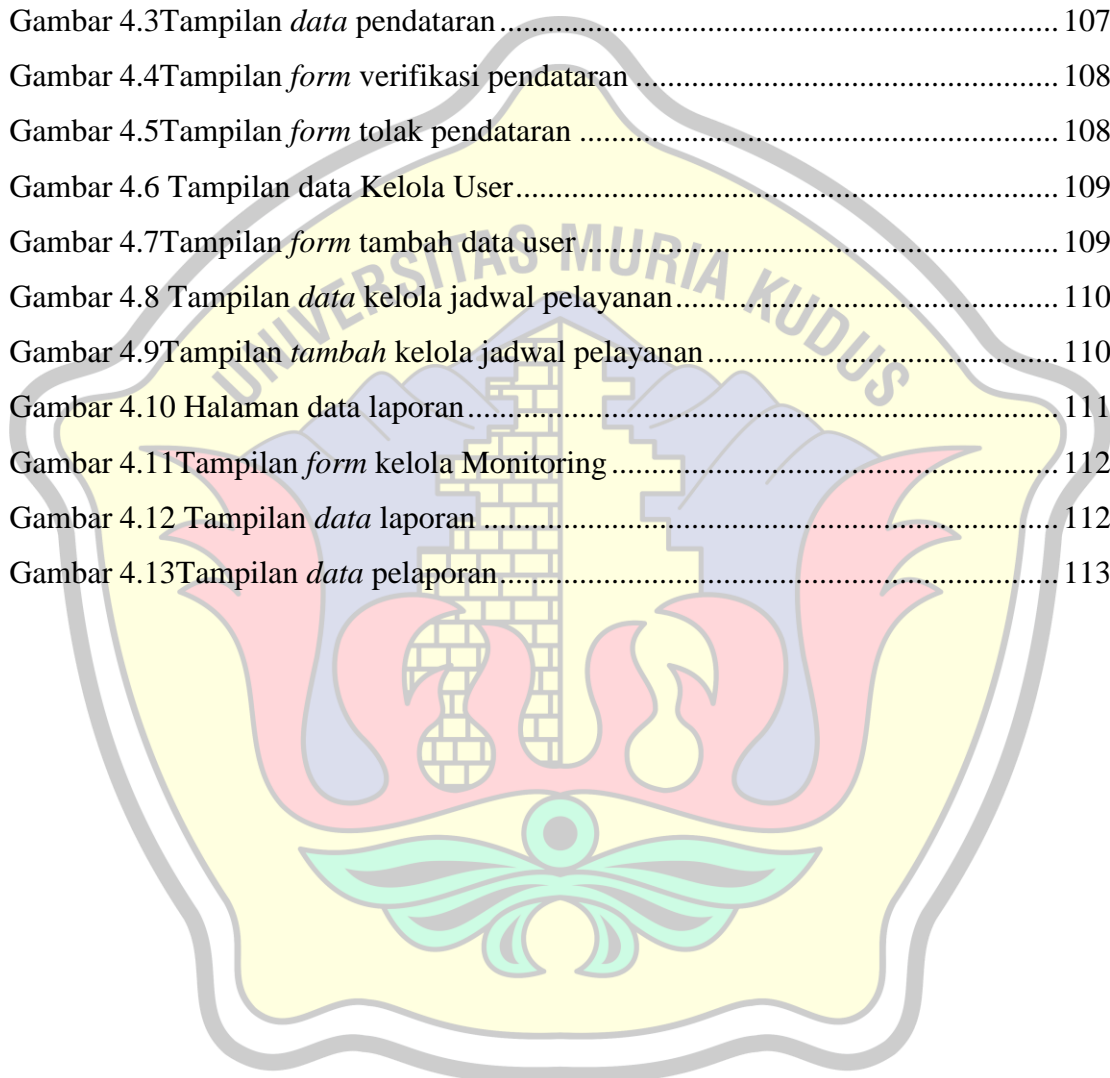 Gambar 4.3Tampilan data pendataran........................................................................ 107
Gambar 4.4Tampilan form verifikasi pendataran ...................................................... 108
Gambar 4.5Tampilan form tolak pendataran ............................................................. 108
Gambar 4.6 Tampilan data Kelola User..................................................................... 109
Gambar 4.7Tampilan form tambah data user............................................................. 109
Gambar 4.8 Tampilan data kelola jadwal pelayanan.................................................. 110
Gambar 4.9Tampilan tambah kelola jadwal pelayanan ............................................. 110
Gambar 4.10 Halaman data laporan........................................................................... 111
Gambar 4.11Tampilan form kelola Monitoring ......................................................... 112
Gambar 4.12 Tampilan data laporan .......................................................................... 112
Gambar 4.13Tampilan data pelaporan........................................................................ 113
UNIVERSITAS MURIA KUDUS